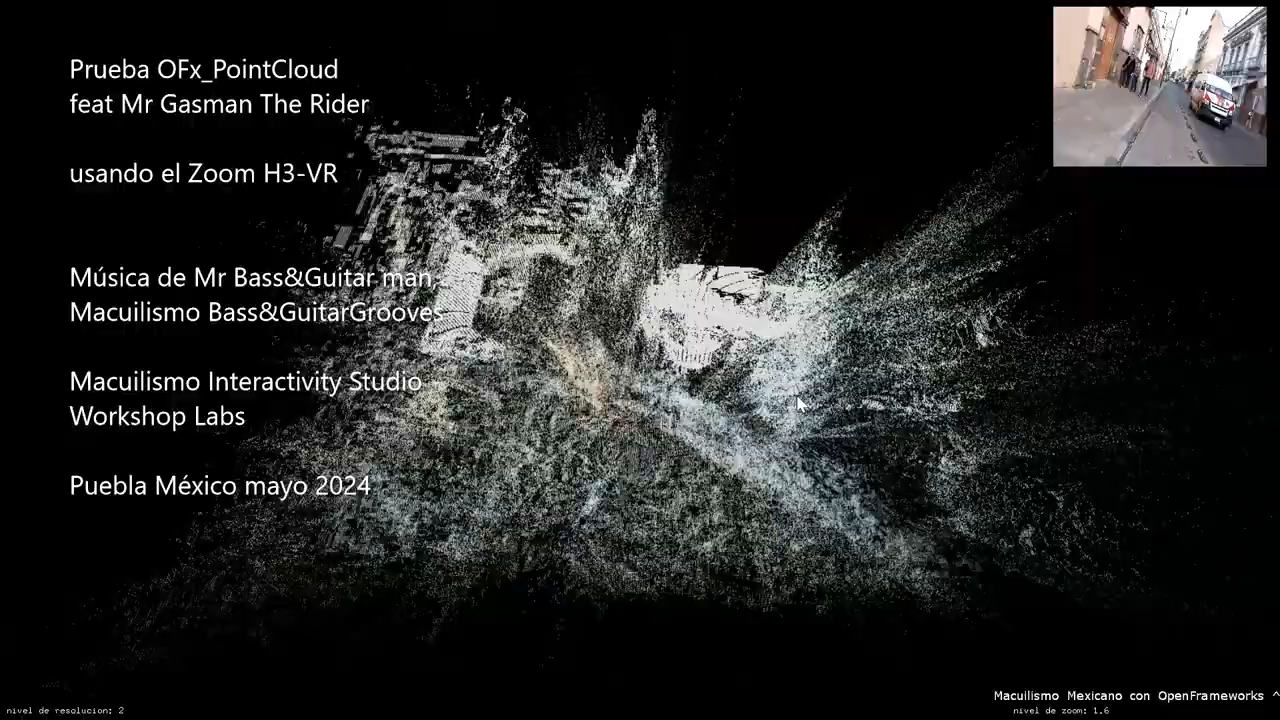 Prueba OFx_PointCloud
feat Mr Gasman The Rider
usando el Zoom H3-VR
Música de Mr Bass&Guitar man,
Macuilismo Bass&GuitarGrooves
Macuilismo Interactivity Studio
Workshop Labs
Puebla México mayo 2024
Macuilismo Mexicano con OpenFrameworks ^
nivel de resolucion: 2
nivel de zoom: 1.6